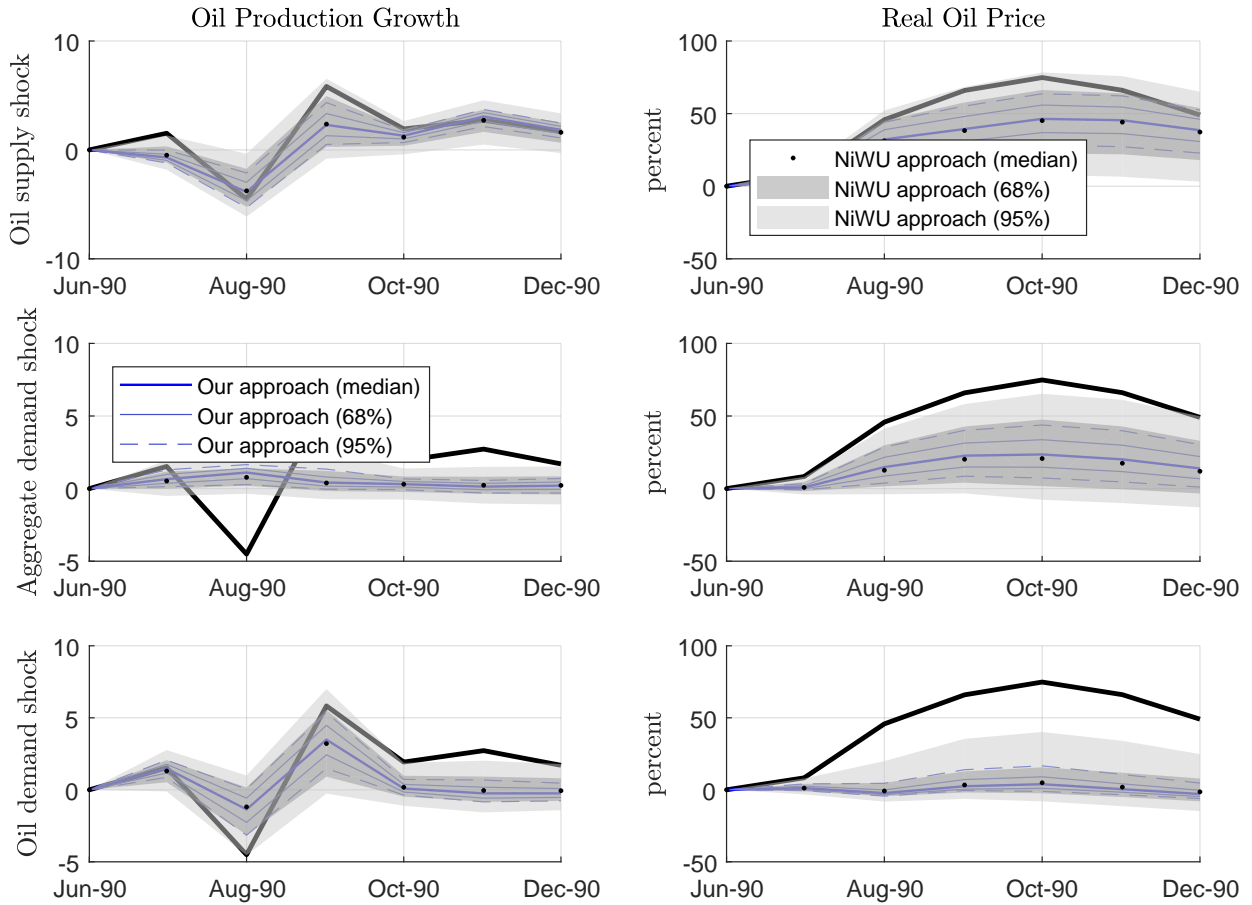 Oil Production Growth
Real Oil Price
Oil supply shock
10
0
-10
Jun-90 Aug-90 Oct-90 Dec-90
percent
100
50
0
-50
NiWU approach (median)
NiWU approach (68%)
NiWU approach (95%)
Jun-90 Aug-90 Oct-90 Dec-90
Aggregate demand shock
10
5
0
-5
Our approach (median)
Our approach (68%)
Our approach (95%)
Jun-90 Aug-90 Oct-90 Dec-90
percent
100
50
0
-50
Jun-90 Aug-90 Oct-90 Dec-90
Oil demand shock
10
5
0
-5
Jun-90 Aug-90 Oct-90 Dec-90
percent
100
50
0
-50
Jun-90 Aug-90 Oct-90 Dec-90